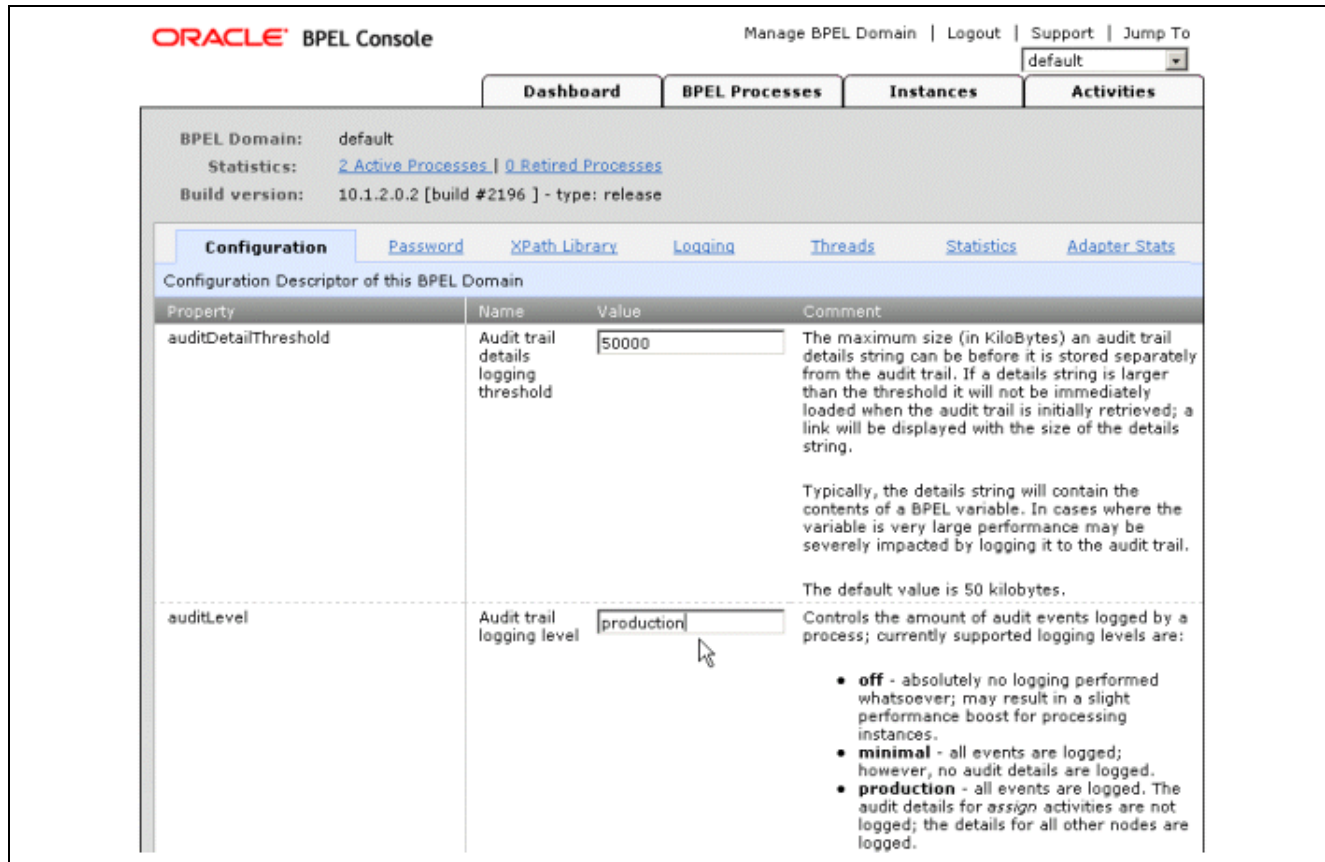 ORACLE BPEL Console
Manage BPEL Domain | Logout | Support | Jump To
default
Dashboard BPEL Processes Instances Activities
BPEL Domain: default
Statistics: 2 Active Processes | 0 Retired Processes
Build version: 10.1.2.0.2 [build #2196 ] - type: release
Configuration Password XPath Library Logging Threads Statistics Adapter Stats
Configuration Descriptor of this BPEL Domain
Property Name Value Comment
auditDetailThreshold
Audit trail
details
logging
threshold
50000
The maximum size (in KiloBytes) an audit trail
details string can be before it is stored separately
from the audit trail. If a details string is larger
than the threshold it will not be immediately
loaded when the audit trail is initially retrieved; a
link will be displayed with the size of the details
string.
Typically, the details string will contain the
contents of a BPEL variable. In cases where the
variable is very large performance may be
severely impacted by logging it to the audit trail.
The default value is 50 kilobytes.
auditLevel
Audit trail
logging level
production
Controls the amount of audit events logged by a
process; currently supported logging levels are:
• off - absolutely no logging performed
whatsoever; may result in a slight
performance boost for processing
instances.
• minimal - all events are logged;
however, no audit details are logged.
• production - all events are logged. The
audit details for assign activities are not
logged; the details for all other nodes are
logged.